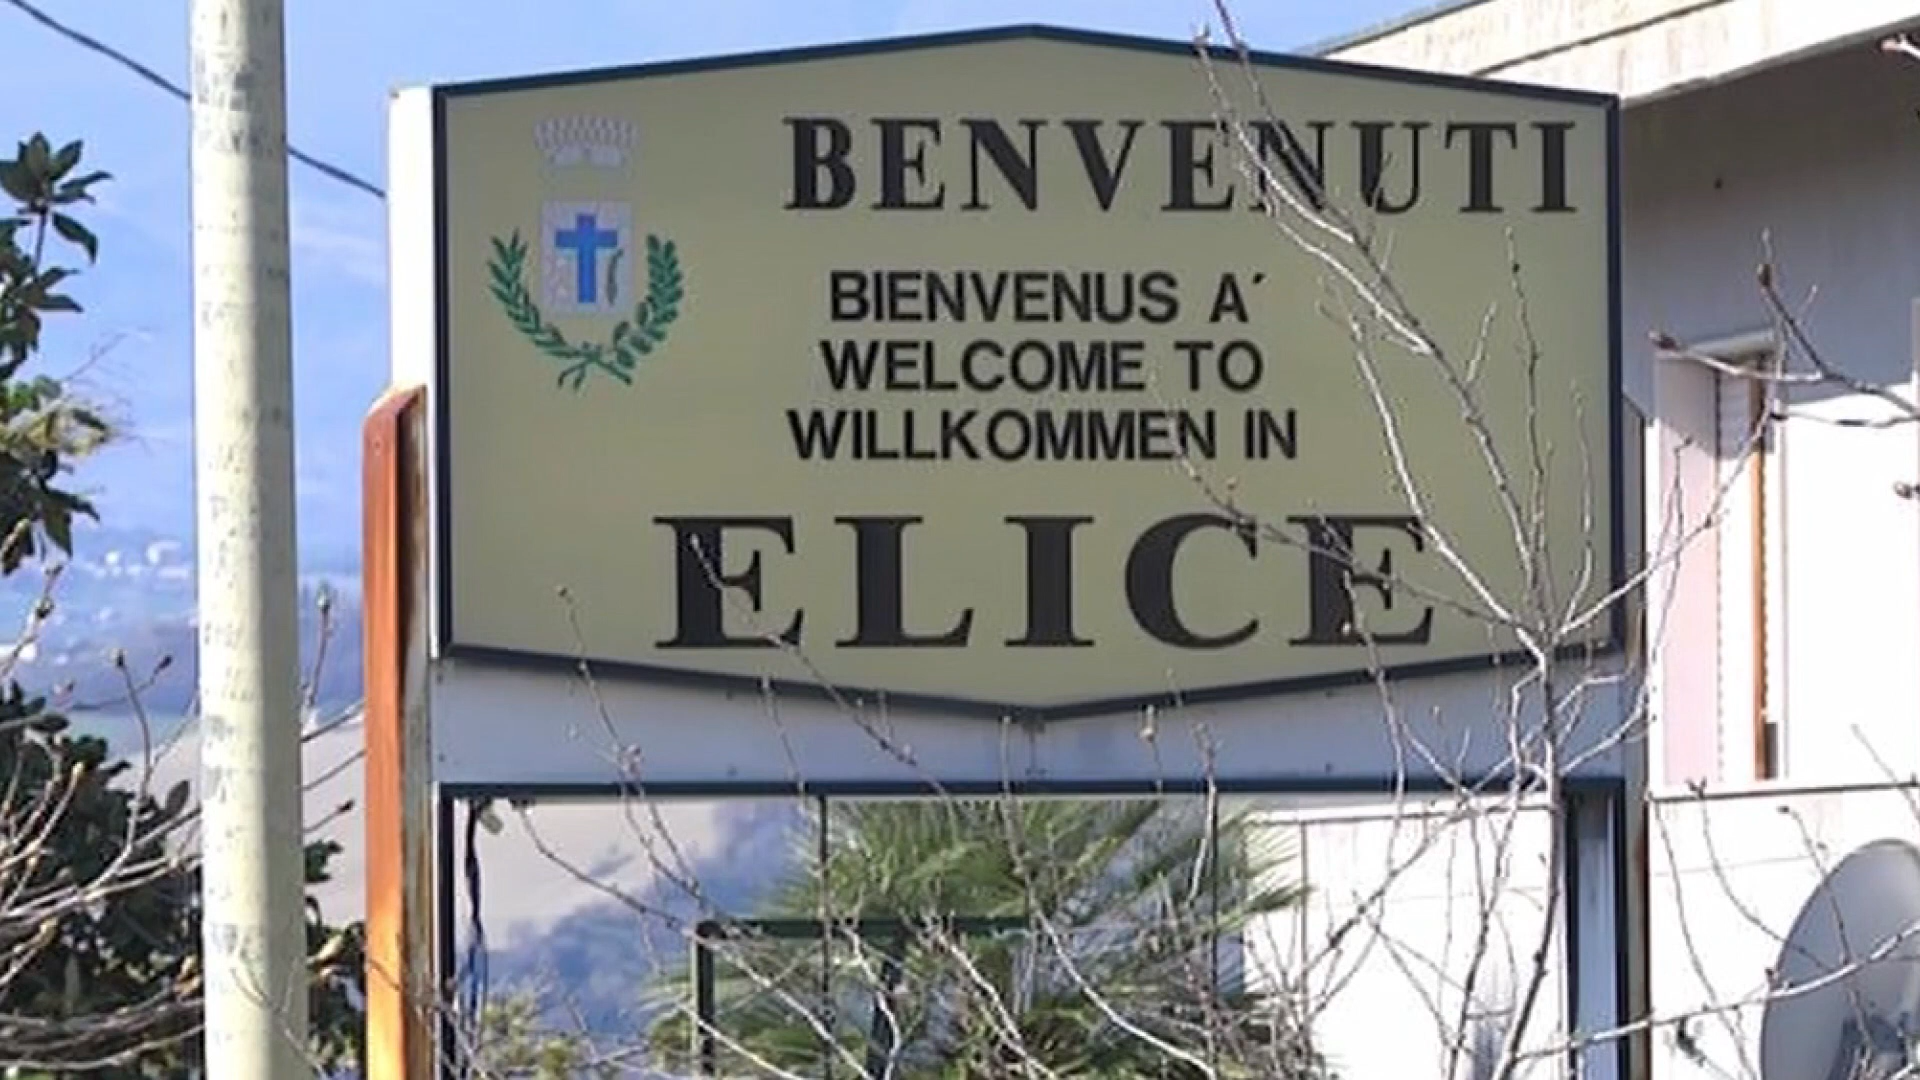 BENVENUTI
BIENVENUS A´
WELCOME TO
WILLKOMMEN IN
ELICE